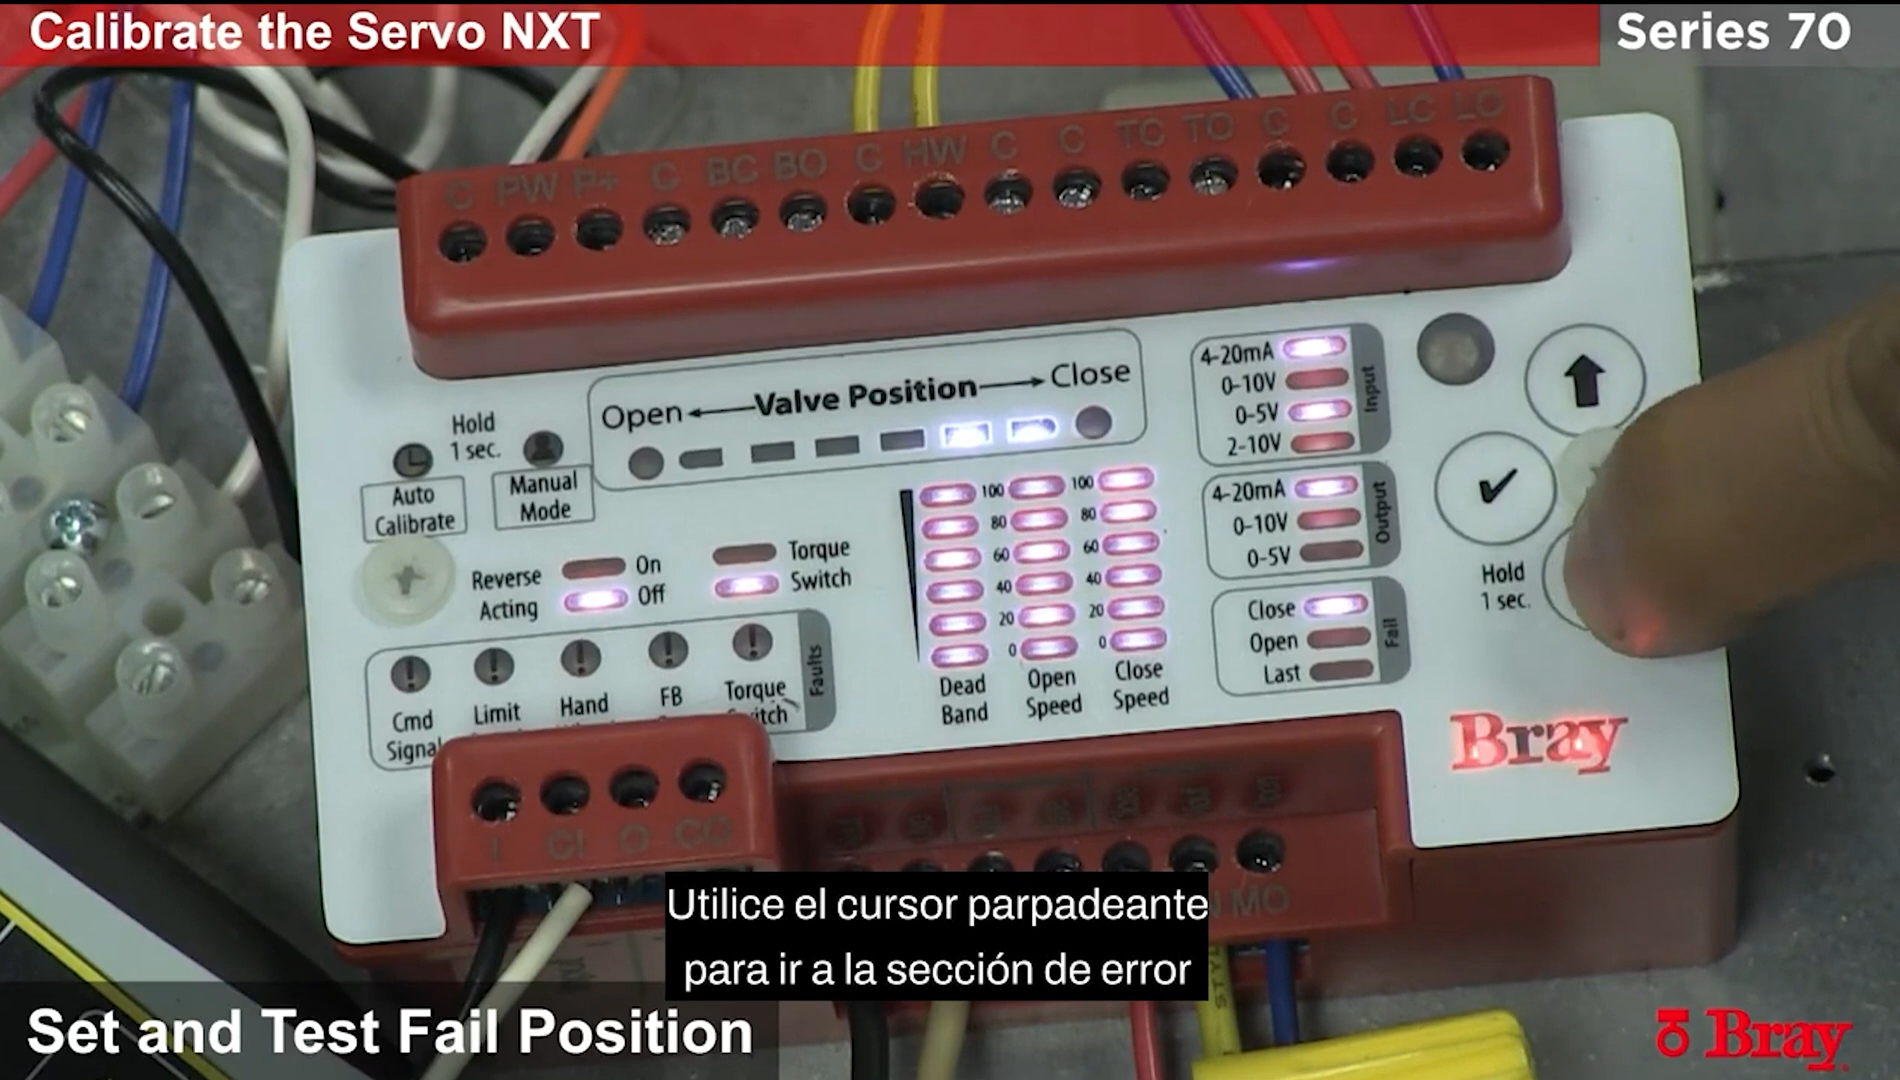 Calibrate the Servo NXT
Series 70
C PW P+ C BC BO C HW C C TC TO C C LC LO
Open Valve Position Close
Hold
1 sec.
Auto
Calibrate
Manual
Mode
Reverse
Acting
On
Off
Torque
Switch
Cmd
Signal
Limit
Hand
FB
Torque
Faults
100
80
60
40
20
0
100
80
60
40
20
0
Dead
Band
Open
Speed
Close
Speed
4-20mA
0-10V
0-5V
2-10V
Input
4-20mA
0-10V
0-5V
Output
Close
Open
Last
Fail
Hold
1 sec.
Bray
I CI O CO
MO
Utilice el cursor parpadeante
para ir a la sección de error
Set and Test Fail Position
Bray